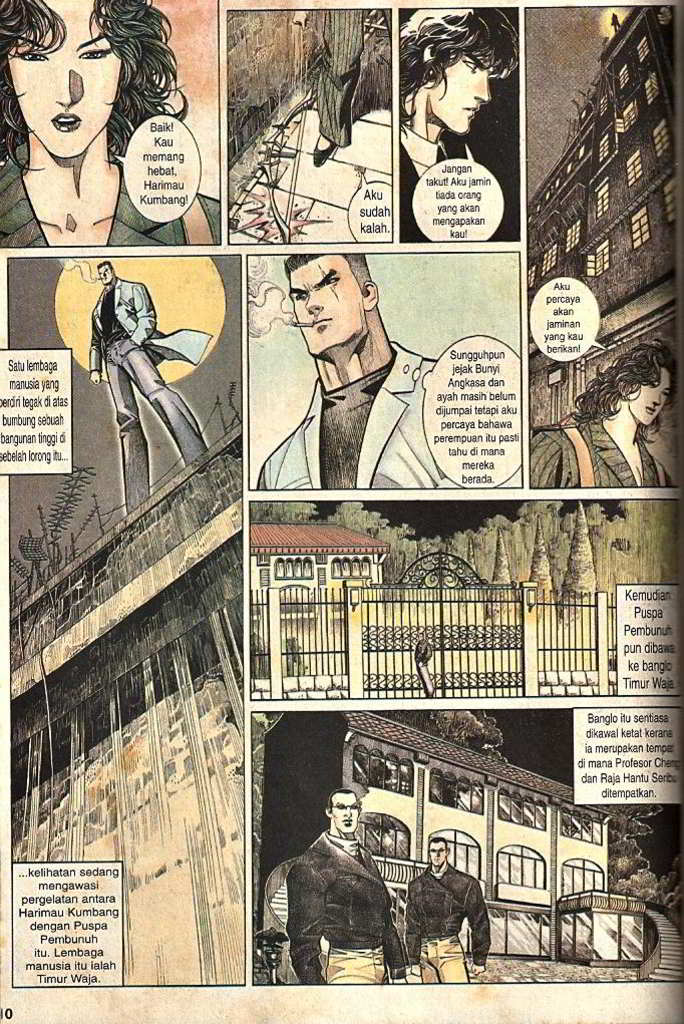 Baik!
Kau
memang
hebat,
Harimau
Kumbang!
Aku
sudah
kalah.
Jangan
takut! Aku jamin
tiada orang
yang akan
mengapakan
kau!
Aku
percaya
akan
jaminan
yang kau
berikan!
Satu lembaga
manusia yang
berdiri tegak di atas
bumbung sebuah
bangunan tinggi di
sebelah lorong itu...
...kelihatan sedang
mengawasi
pergelatan antara
Harimau Kumbang
dengan Puspa
Pembunuh
itu. Lembaga
manusia itu ialah
Timur Waja.
Sungguhpun
jejak Bunyi
Angkasa dan
ayah masih belum
dijumpai tetapi aku
percaya bahawa
perempuan itu pasti
tahu di mana
mereka
berada.
Kemudian
Puspa
Pembunuh
pun dibawa
ke banglo
Timur Waja.
Banglo itu sentiasa
dikawal ketat kerana
ia merupakan tempat
di mana Profesor Cheng
dan Raja Hantu Seribu
ditempatkan.
10